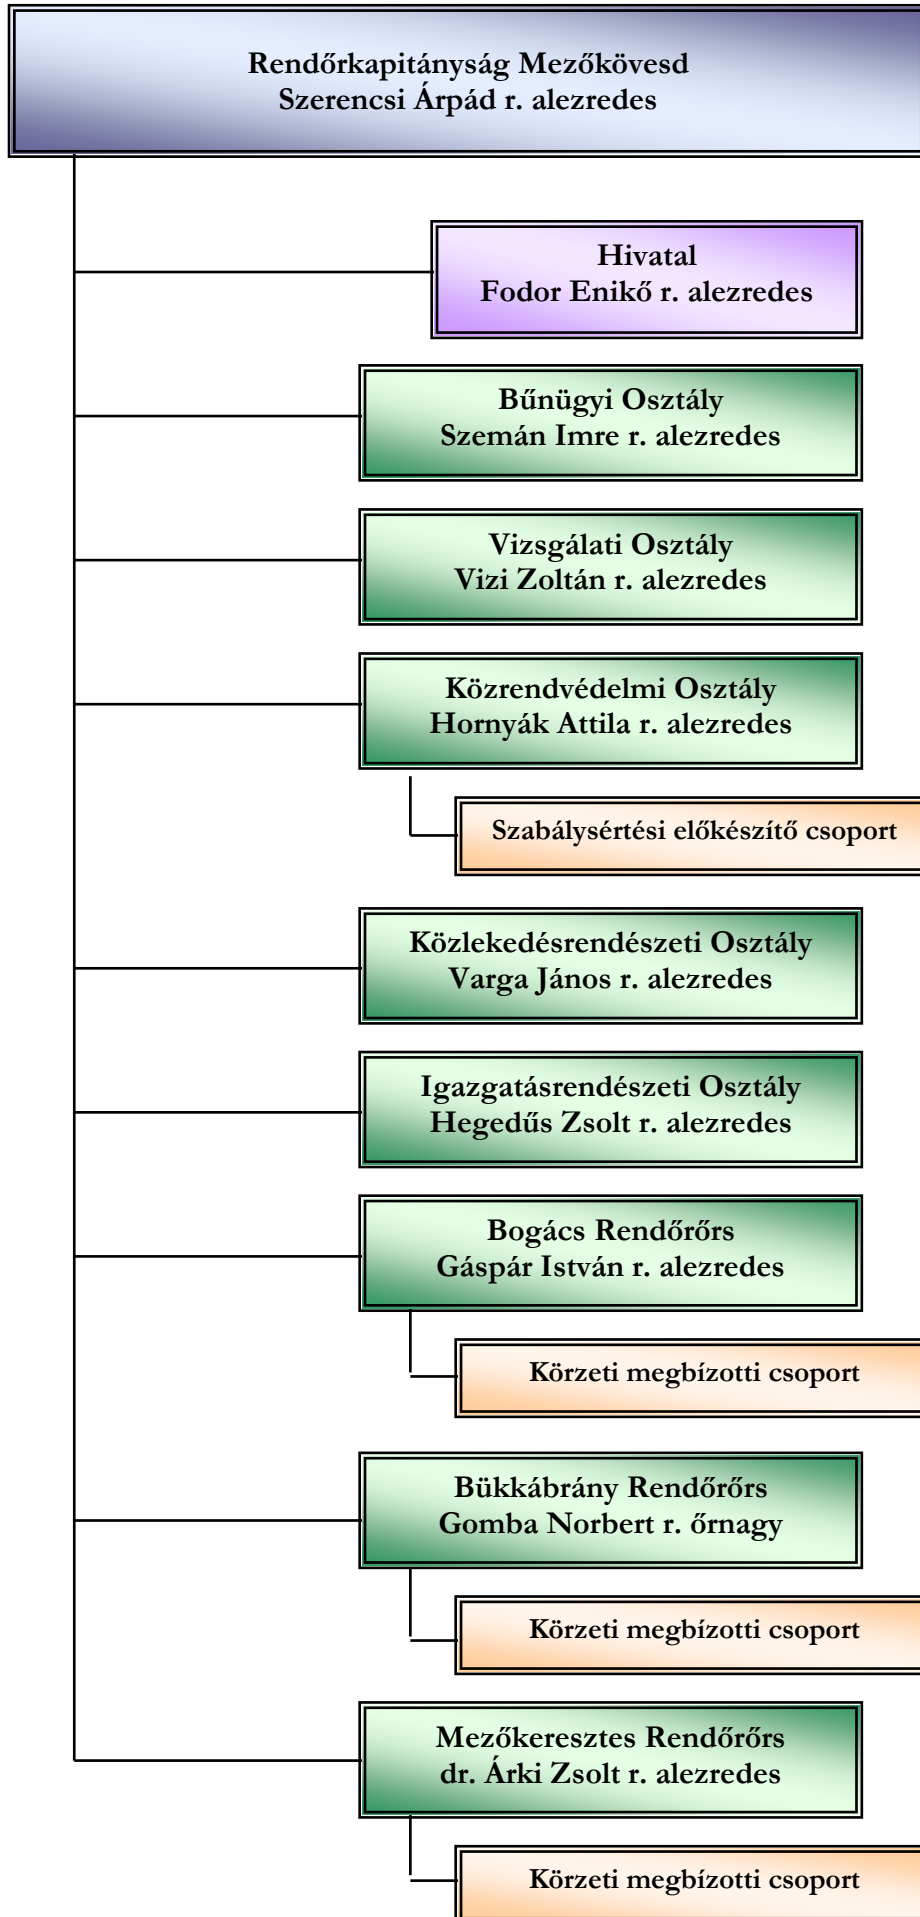 Rendőrkapitányság Mezőkövesd
Szerencsi Árpád r. alezredes
Hivatal
Fodor Enikő r. alezredes
Bűnügyi Osztály
Szemán Imre r. alezredes
Vizsgálati Osztály
Vizi Zoltán r. alezredes
Közrendvédelmi Osztály
Hornyák Attila r. alezredes
Szabálysértési előkészítő csoport
Közlekedésrendészeti Osztály
Varga János r. alezredes
Igazgatásrendészeti Osztály
Hegedűs Zsolt r. alezredes
Bogács Rendőrőrs
Gáspár István r. alezredes
Körzeti megbízotti csoport
Bükkábrány Rendőrőrs
Gomba Norbert r. őrnagy
Körzeti megbízotti csoport
Mezőkeresztes Rendőrőrs
dr. Árki Zsolt r. alezredes
Körzeti megbízotti csoport